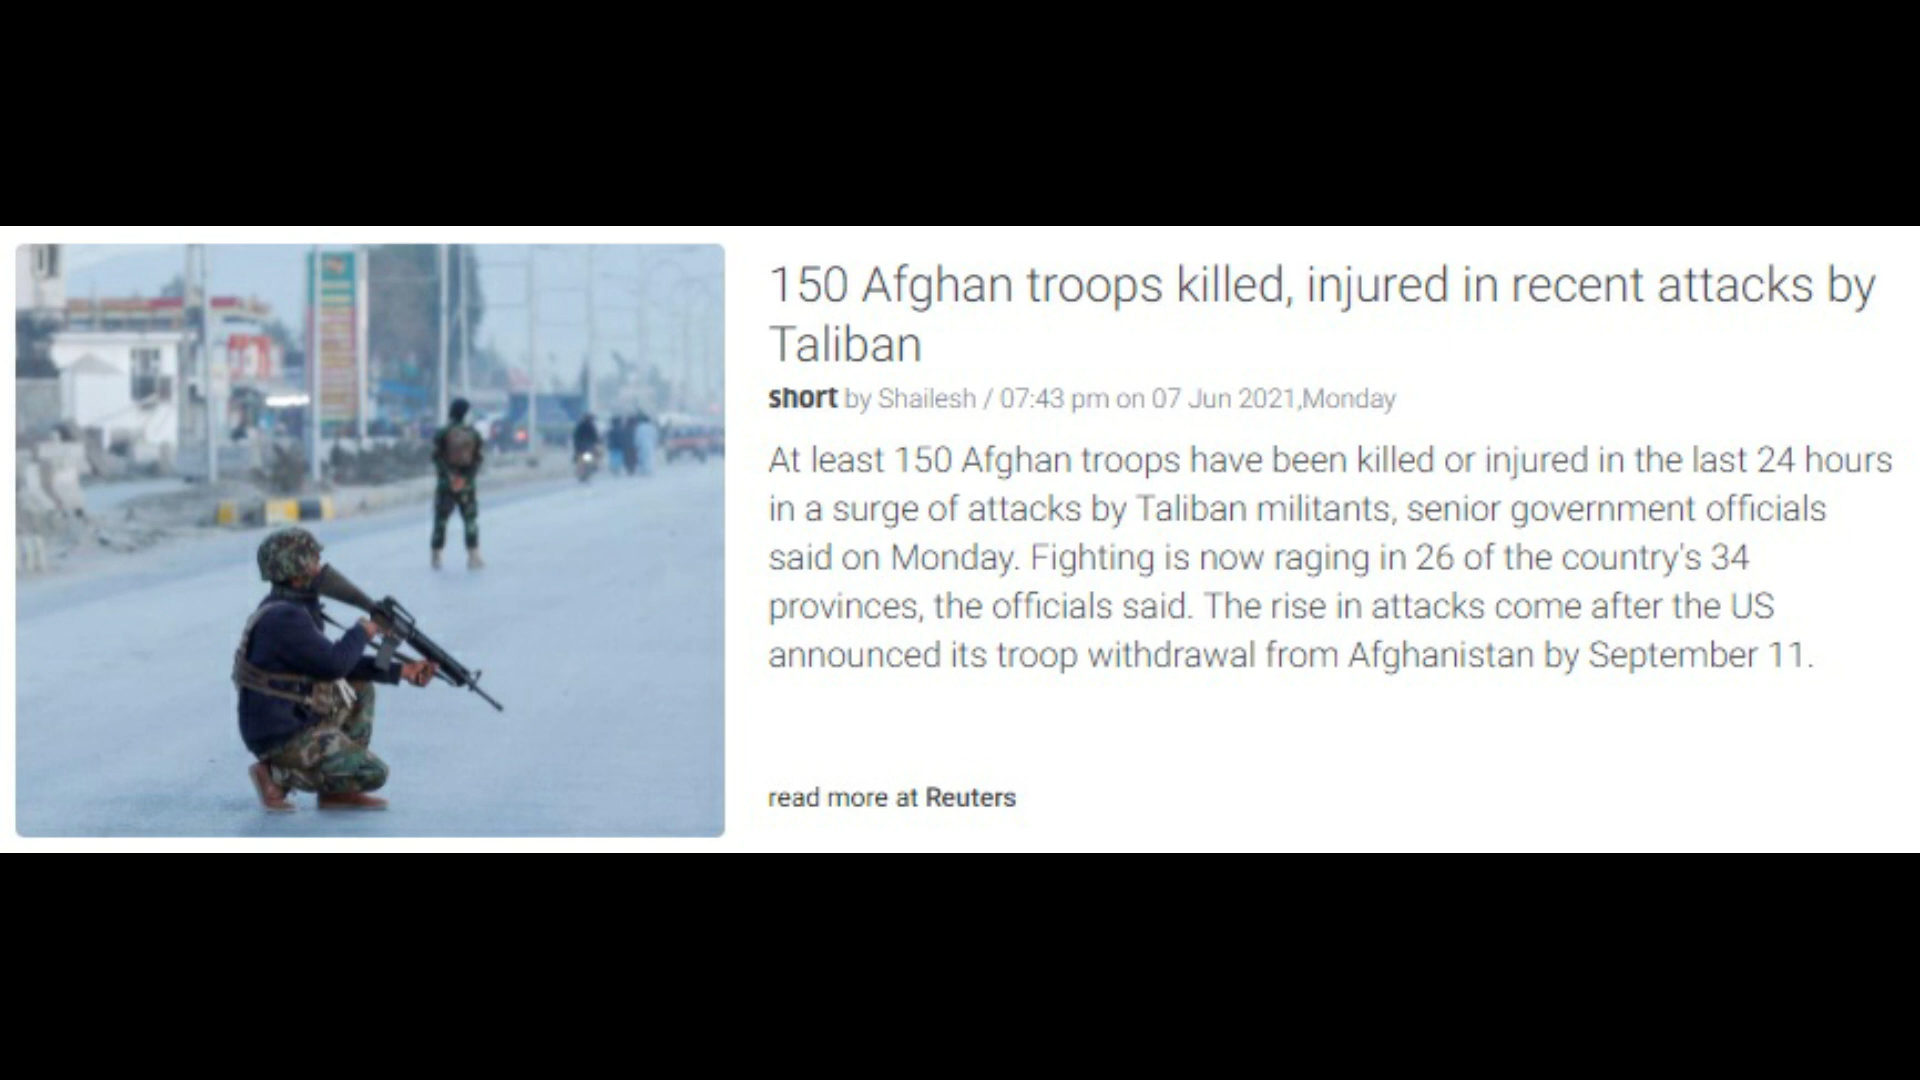 150 Afghan troops killed, injured in recent attacks by
Taliban
short by Shailesh / 07:43 pm on 07 Jun 2021,Monday
At least 150 Afghan troops have been killed or injured in the last 24 hours
in a surge of attacks by Taliban militants, senior government officials
said on Monday. Fighting is now raging in 26 of the country's 34
provinces, the officials said. The rise in attacks come after the US
announced its troop withdrawal from Afghanistan by September 11.
read more at Reuters